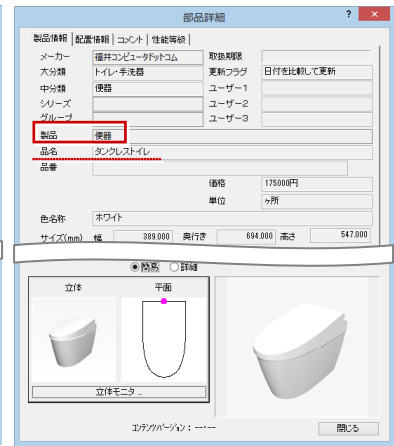 部品詳細 ? ×
製品情報 配置情報 コメント 性能等級
メーカー 福井コンピュータドットコム 取扱期限
大分類 トイレ・手洗器 更新フラグ 日付を比較して更新
中分類 便器 ユーザー1
シリーズ ユーザー2
グループ ユーザー3
製品 便器
品名 タンクレストイレ
品番
価格 175000円
単位 ヶ所
色名称 ホワイト
サイズ(mm) 幅 389.000 奥行き 694.000 高さ 547.000
簡易 詳細
立体 平面
立体モニタ...
コンテンツバージョン：--・--
閉じる